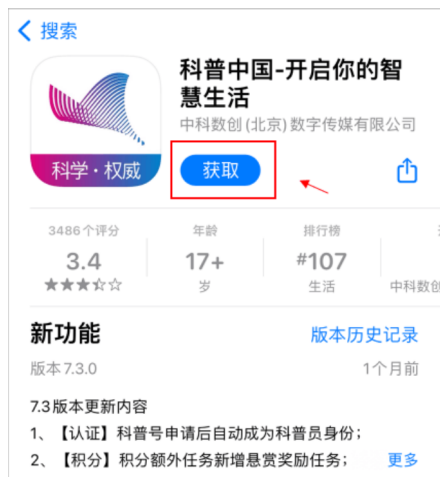 搜索
科普中国-开启你的智
慧生活
中科数创(北京)数字传媒有限公司
科学·权威
获取
3486个评分
年龄
排行榜
3.4
17+
#107
岁
生活
中科数创
新功能
版本历史记录
版本7.3.0
1个月前
7.3版本更新内容
1、【认证】科普号申请后自动成为科普员身份；
2、【积分】积分额外任务新增悬赏奖励任务；
更多